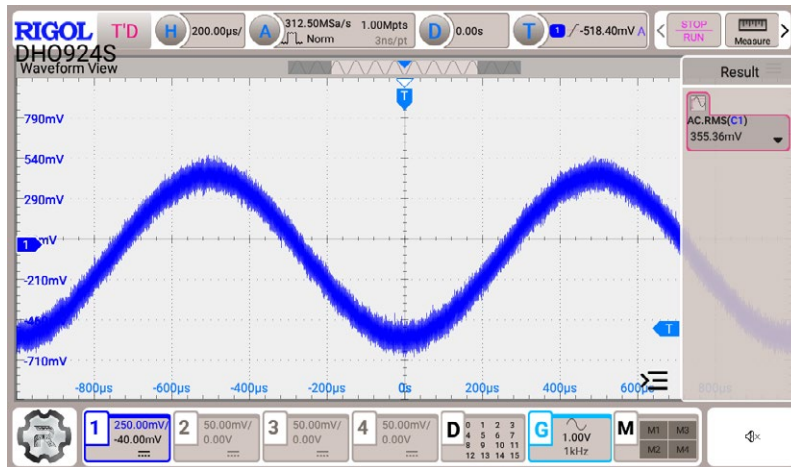 RIGOL T'D H 200.00µs/ A 312.50MSa/s 1.00Mpts Norm 3ns/pt D 0.00s T 1 -518.40mV A < STOP RUN Measure >
DHO924S
Waveform View
Result
T
790mV
AC.RMS(C1)
355.36mV
540mV
290mV
1 mV
-210mV
T
-710mV
-800µs -600µs -400µs -200µs 0s 200µs 400µs 800µs
1 250.00mV/ -40.00mV 2 50.00mV/ 0.00V 3 50.00mV/ 0.00V 4 50.00mV/ 0.00V D 0 1 2 3 4 5 6 7 8 9 10 11 12 13 14 15 G 1.00V 1kHz M M1 M3 M2 M4